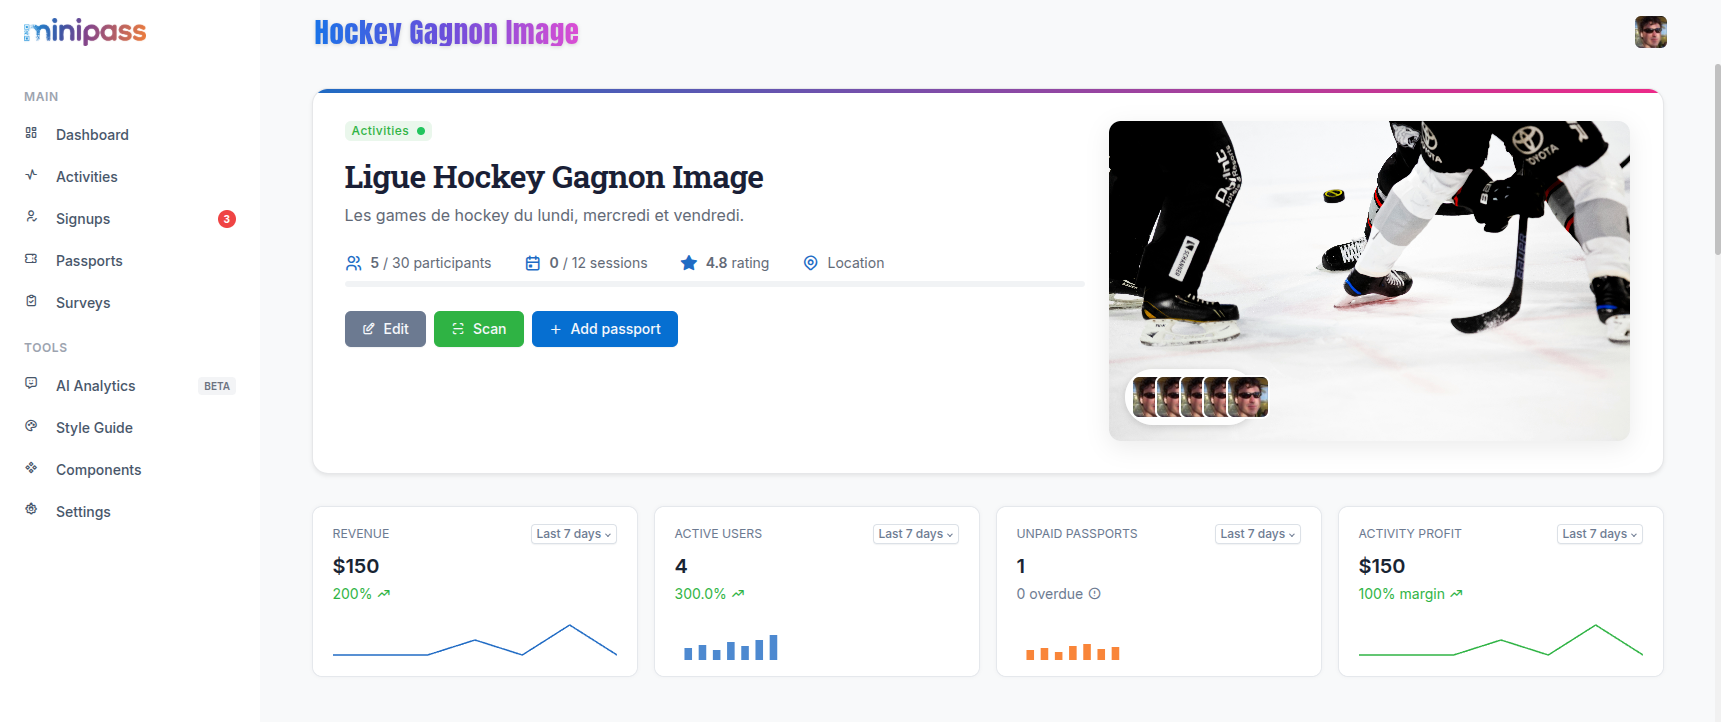 minipass
MAIN
Dashboard
Activities
Signups 3
Passports
Surveys
TOOLS
AI Analytics BETA
Style Guide
Components
Settings
Hockey Gagnon Image
Activities
Ligue Hockey Gagnon Image
Les games de hockey du lundi, mercredi et vendredi.
5 / 30 participants 0 / 12 sessions 4.8 rating Location
Edit Scan Add passport
TOYOTA
TOYOTA
REVENUE Last 7 days
$150
200%
ACTIVE USERS Last 7 days
4
300.0%
UNPAID PASSPORTS Last 7 days
1
0 overdue
ACTIVITY PROFIT Last 7 days
$150
100% margin